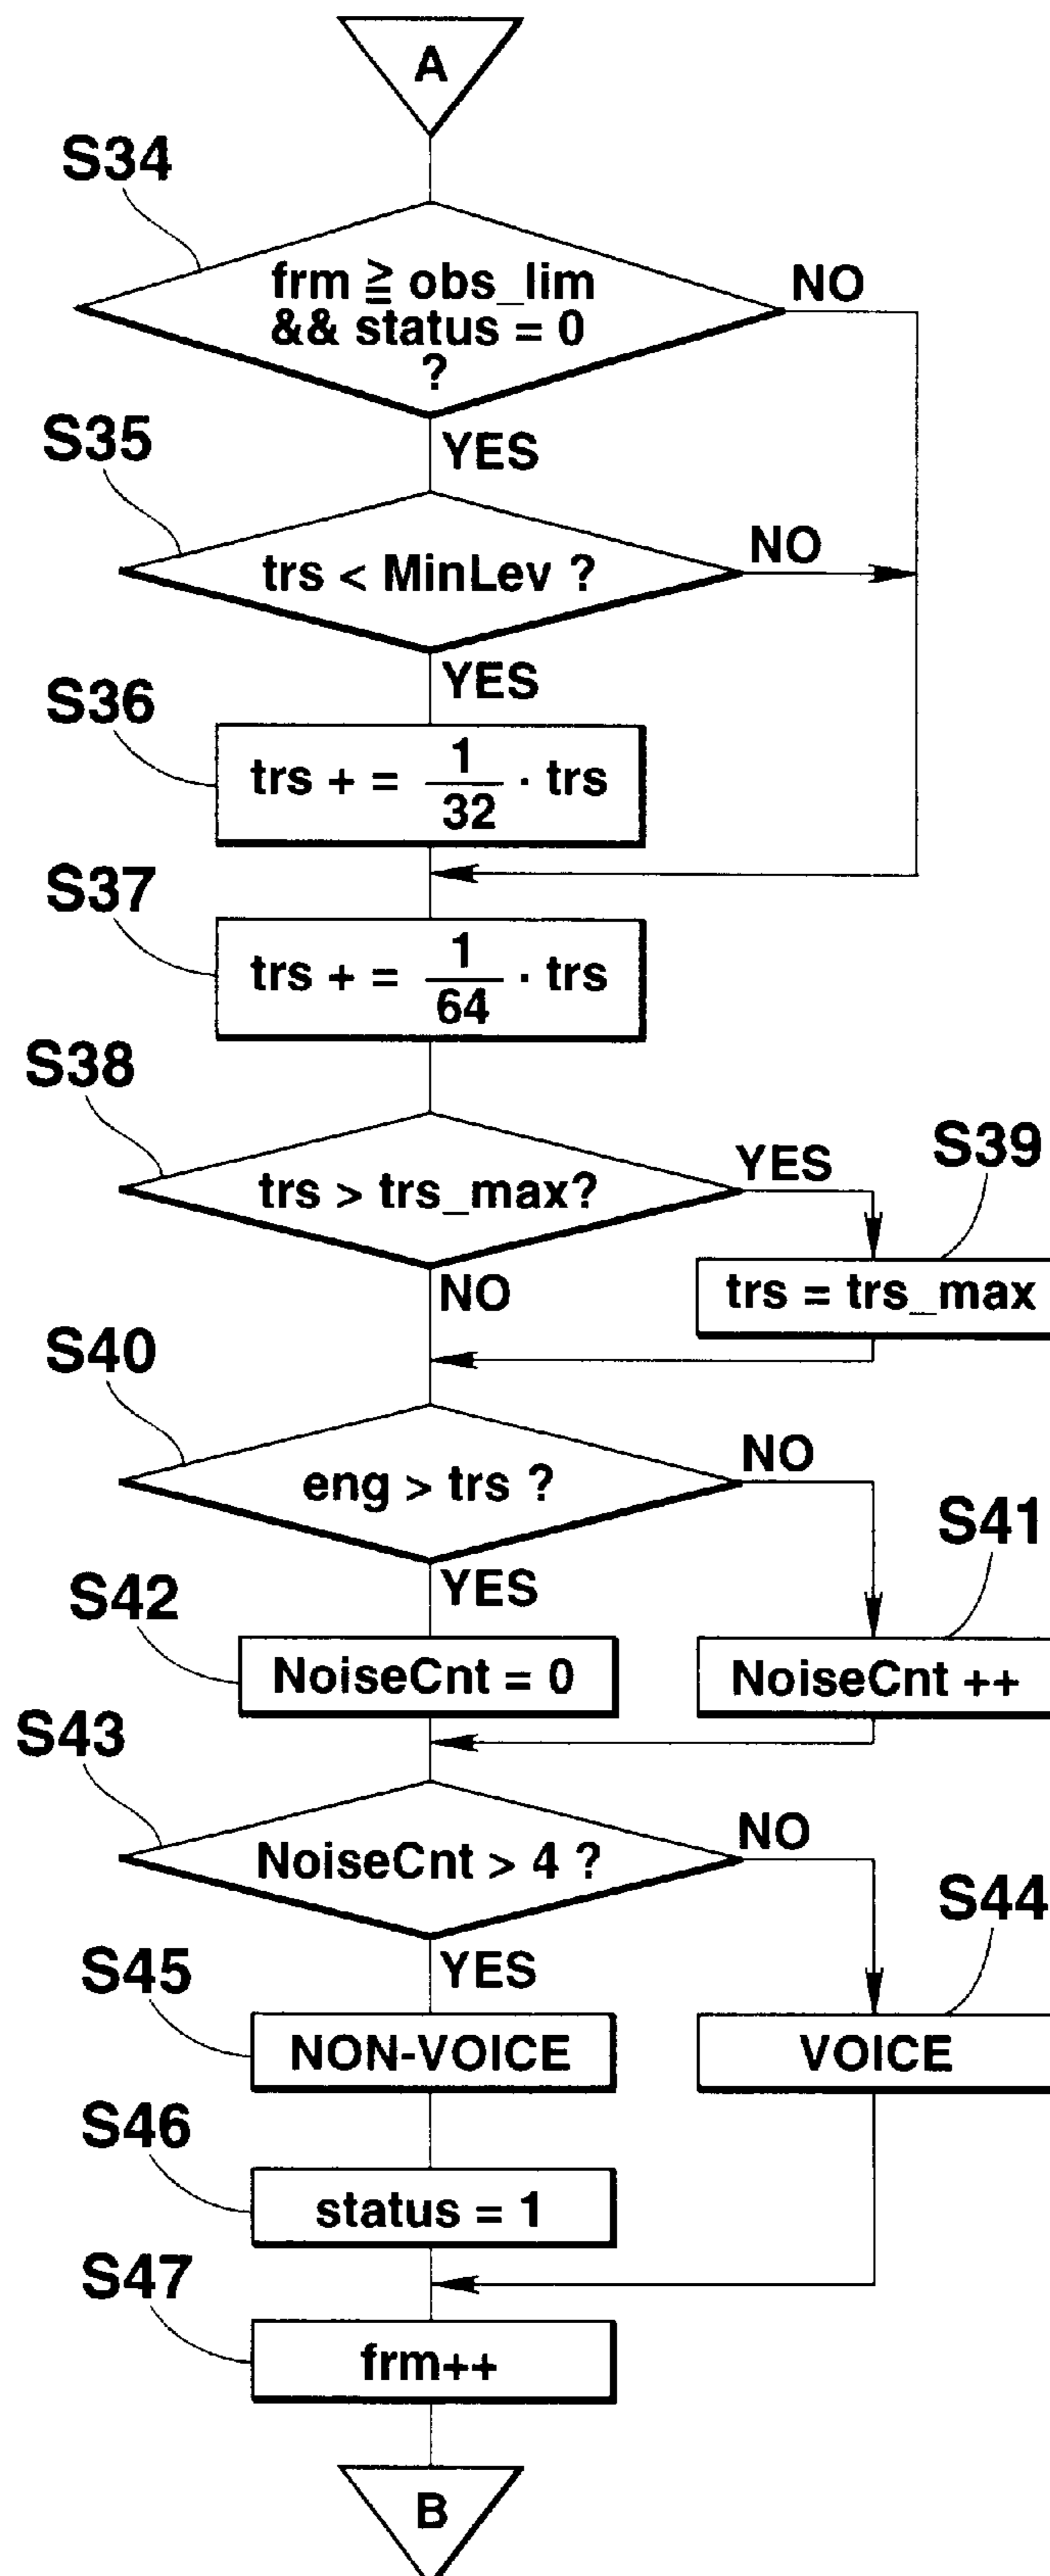 A
S34
frm ≧ obs_lim
&& status = 0
?
NO
YES
S35
trs < MinLev ?
NO
YES
S36
trs + = 1/32 · trs
S37
trs + = 1/64 · trs
S38
trs > trs_max?
YES
NO
S39
trs = trs_max
S40
eng > trs ?
NO
YES
S41
NoiseCnt ++
S42
NoiseCnt = 0
S43
NoiseCnt > 4 ?
NO
YES
S44
VOICE
S45
NON-VOICE
S46
status = 1
S47
frm++
B